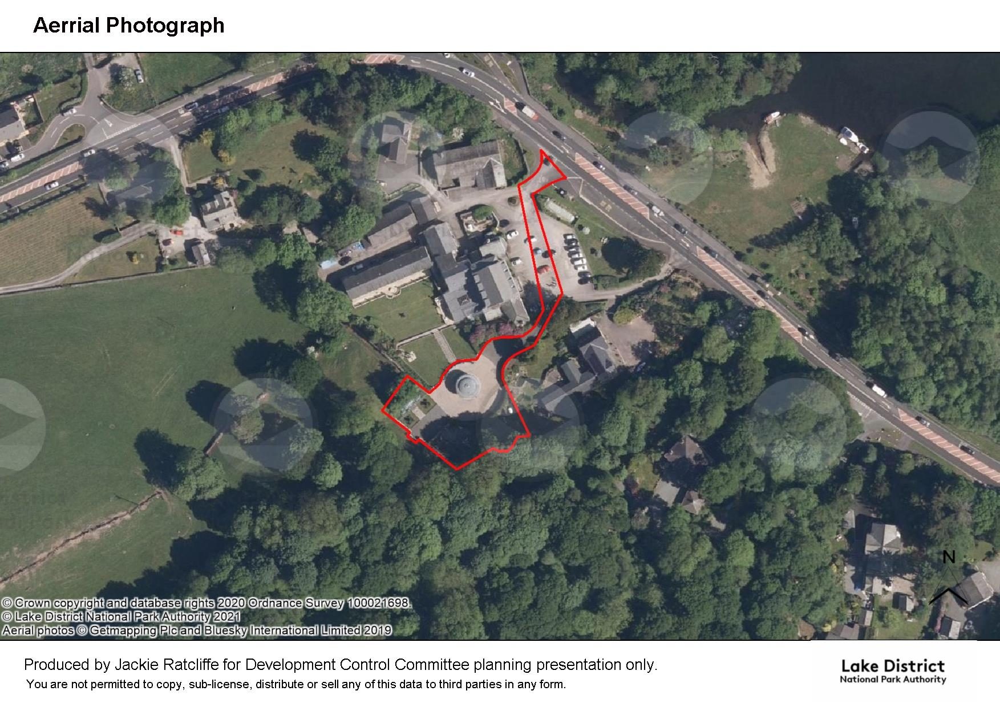 Aerrial Photograph
N
© Crown copyright and database rights 2020 Ordnance Survey 100021698.
© Lake District National Park Authority 2021
Aerial photos © Getmapping Plc and Bluesky International Limited 2019
Produced by Jackie Ratcliffe for Development Control Committee planning presentation only.
You are not permitted to copy, sub-license, distribute or sell any of this data to third parties in any form.
Lake District
National Park Authority